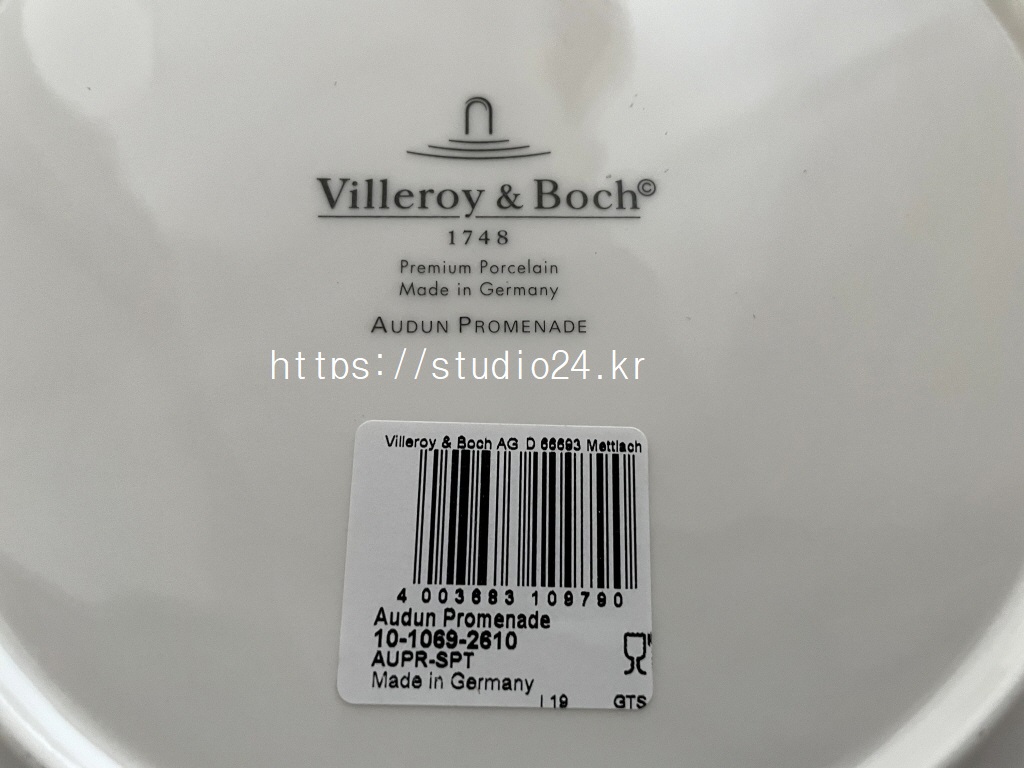 Villeroy & Boch©
1748
Premium Porcelain
Made in Germany
AUDUN PROMENADE
https://studio24.kr
Villeroy & Boch AG D 66693 Mettlach
4 003683 109790
Audun Promenade
10-1069-2610
AUPR-SPT
Made in Germany
I 19 GTS